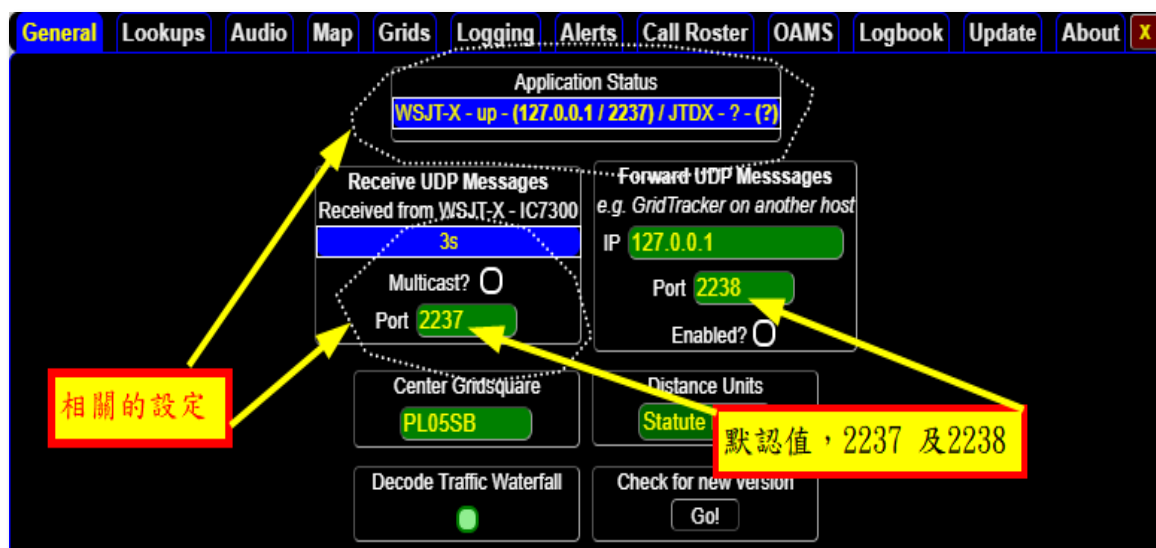 General Lookups Audio Map Grids Logging Alerts Call Roster OAMS Logbook Update About X
Application Status
WSJT-X - up - (127.0.0.1 / 2237) / JTDX - ? - (?)
Receive UDP Messages
Received from WSJT-X - IC7300
3s
Multicast?
Port 2237
Forward UDP Messsages
e.g. GridTracker on another host
IP 127.0.0.1
Port 2238
Enabled?
相關的設定
Center Gridsquare
PL05SB
Distance Units
Statute
默認值，2237 及2238
Decode Traffic Waterfall
Check for new version
Go!